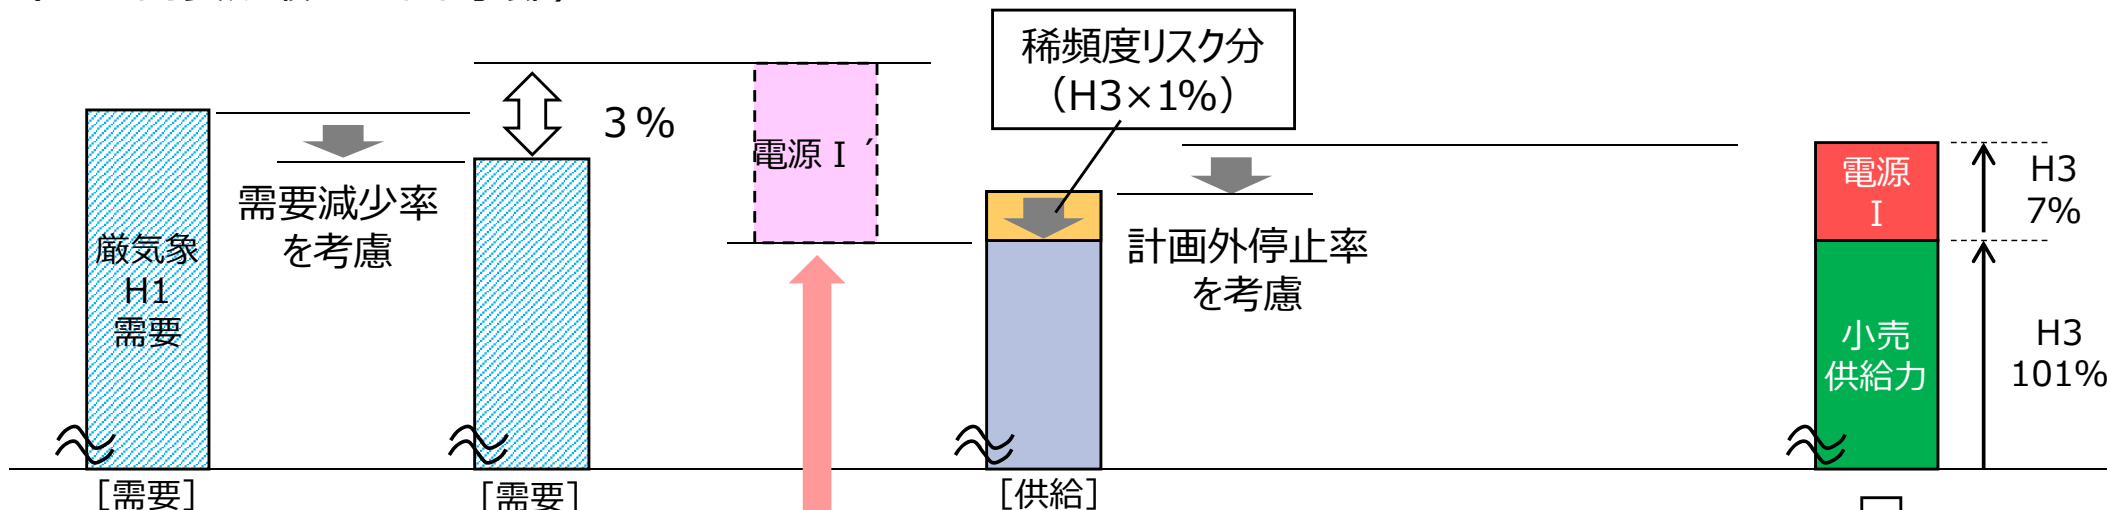 稀頻度リスク分
（H3×1%）
３％
電源Ⅰ´
電源
Ⅰ
H3
7%
需要減少率
を考慮
厳気象
H1
需要
計画外停止率
を考慮
小売
供給力
H3
101%
［需要］
［需要］
［供給］